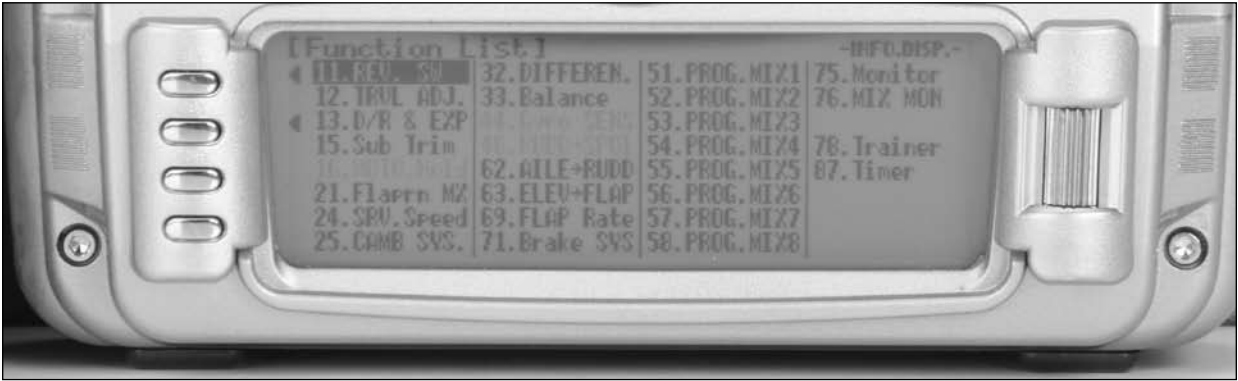 [Function List]
-INFO.DISP.-
11.REV. SW
12.TRVL ADJ.
13.D/R & EXP
15.Sub Trim
21.Flaprn MX
24.SRV.Speed
25.CAMB SYS.
32.DIFFEREN.
33.Balance
62.AILE→RUDD
63.ELEV→FLAP
69.FLAP Rate
71.Brake SYS
51.PROG.MIX1
52.PROG.MIX2
53.PROG.MIX3
54.PROG.MIX4
55.PROG.MIX5
56.PROG.MIX6
57.PROG.MIX7
58.PROG.MIX8
75.Monitor
76.MIX MON
78.Trainer
87.Timer